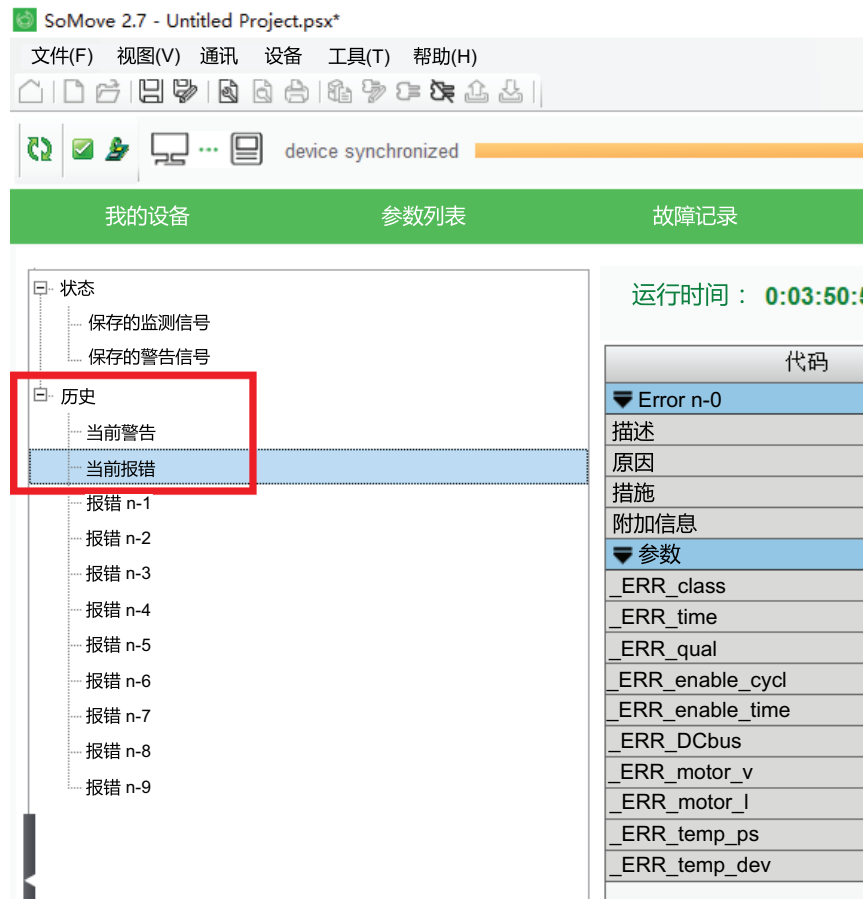 SoMove 2.7 - Untitled Project.psx*
文件(F) 视图(V) 通讯 设备 工具(T) 帮助(H)
device synchronized
我的设备 参数列表 故障记录
状态
保存的监测信号
保存的警告信号
历史
当前警告
当前报错
报错 n-1
报错 n-2
报错 n-3
报错 n-4
报错 n-5
报错 n-6
报错 n-7
报错 n-8
报错 n-9
运行时间： 0:03:50:5
代码
Error n-0
描述
原因
措施
附加信息
参数
_ERR_class
_ERR_time
_ERR_qual
_ERR_enable_cycl
_ERR_enable_time
_ERR_DCbus
_ERR_motor_v
_ERR_motor_I
_ERR_temp_ps
_ERR_temp_dev